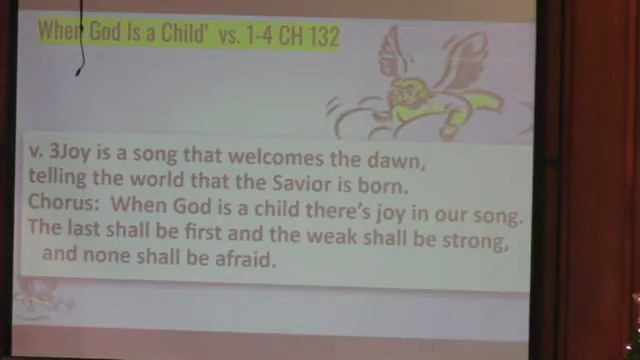 When God Is a Child' vs. 1-4 CH 132
v. 3Joy is a song that welcomes the dawn,
telling the world that the Savior is born.
Chorus: When God is a child there's joy in our song.
The last shall be first and the weak shall be strong,
and none shall be afraid.